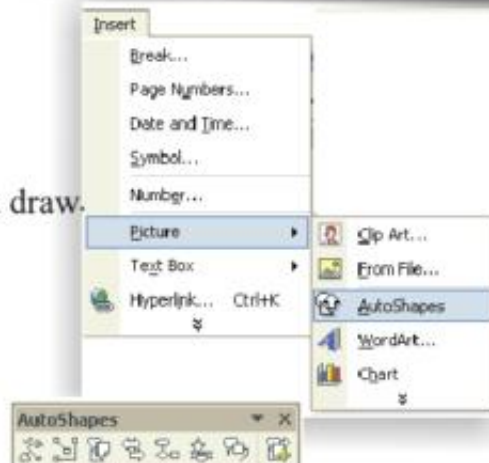 Insert
Break...
Page Numbers...
Date and Time...
Symbol...
draw.
Number...
Picture
Text Box
Hyperlink... Ctrl+K
Clip Art...
From File...
AutoShapes
WordArt...
Chart
AutoShapes